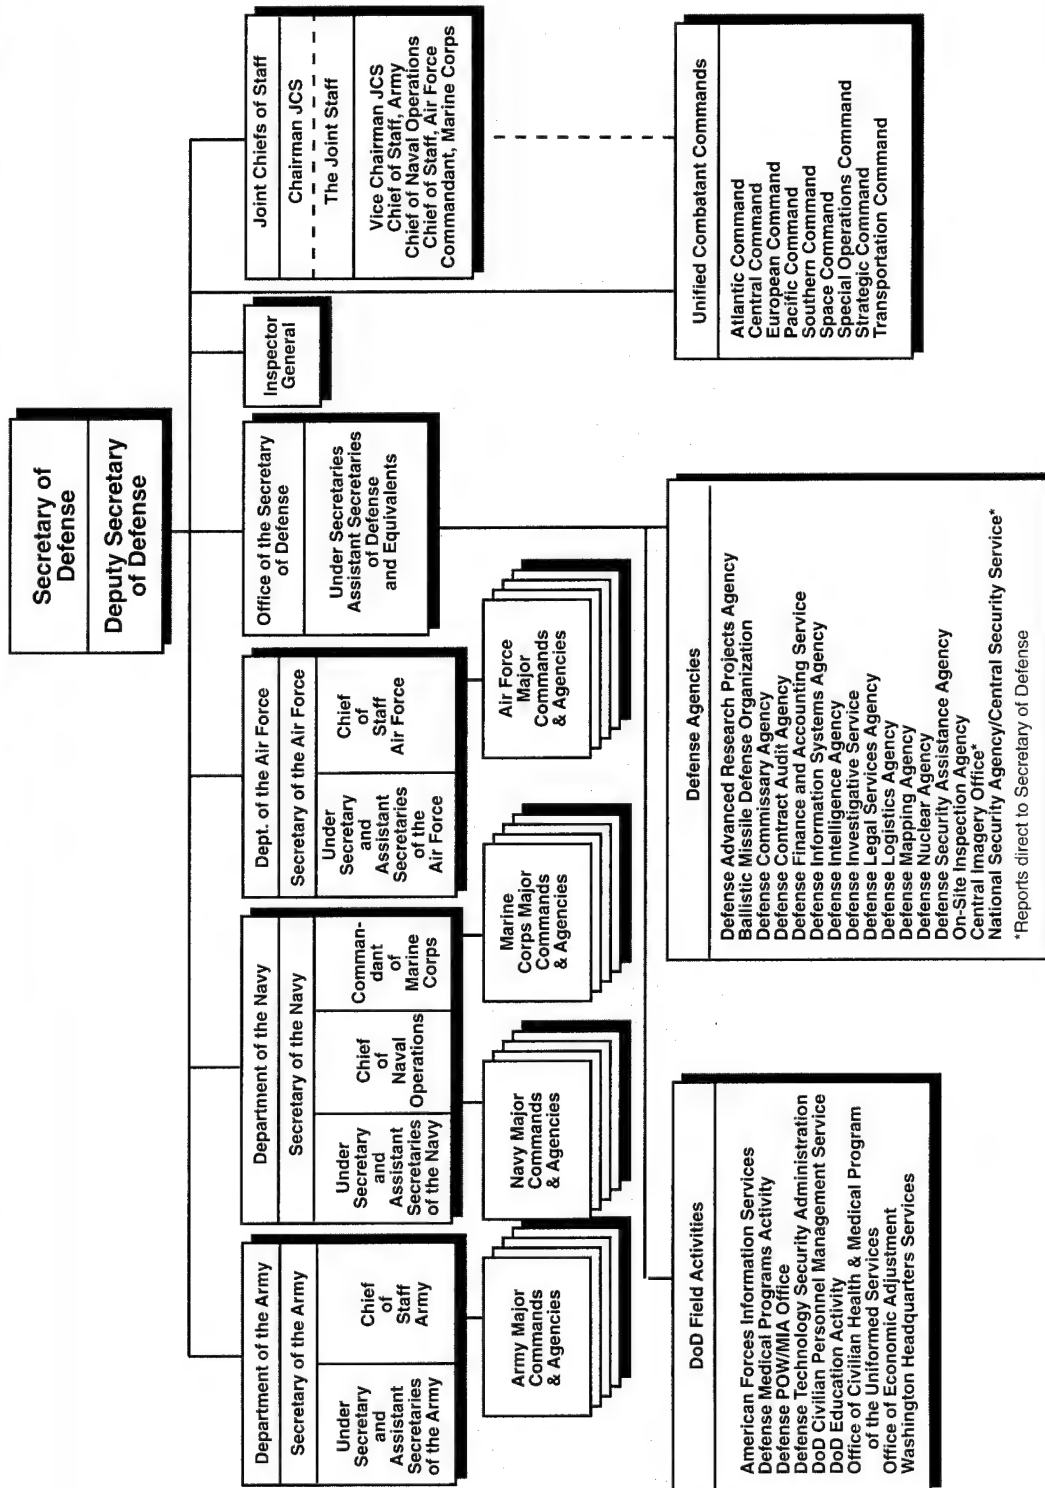 Secretary of
Defense
Deputy Secretary
of Defense
Department of the Army
Secretary of the Army
Under
Secretary
and
Assistant
Secretaries
of the Army
Chief
of
Staff
Army
Army Major
Commands
& Agencies
Department of the Navy
Secretary of the Navy
Under
Secretary
and
Assistant
Secretaries
of the Navy
Chief
of
Naval
Operations
Comman-
dant
of
Marine
Corps
Navy Major
Commands
& Agencies
Marine
Corps Major
Commands
& Agencies
Dept. of the Air Force
Secretary of the Air Force
Under
Secretary
and
Assistant
Secretaries
of the
Air Force
Chief
of
Staff
Air Force
Air Force
Major
Commands
& Agencies
Office of the Secretary
of Defense
Under Secretaries
Assistant Secretaries
of Defense
and Equivalents
Inspector
General
Joint Chiefs of Staff
Chairman JCS
The Joint Staff
Vice Chairman JCS
Chief of Staff, Army
Chief of Naval Operations
Chief of Staff, Air Force
Commandant, Marine Corps
DoD Field Activities
American Forces Information Services
Defense Medical Programs Activity
Defense POW/MIA Office
Defense Technology Security Administration
DoD Civilian Personnel Management Service
DoD Education Activity
Office of Civilian Health & Medical Program
of the Uniformed Services
Office of Economic Adjustment
Washington Headquarters Services
Defense Agencies
Defense Advanced Research Projects Agency
Ballistic Missile Defense Organization
Defense Commissary Agency
Defense Contract Audit Agency
Defense Finance and Accounting Service
Defense Information Systems Agency
Defense Intelligence Agency
Defense Investigative Service
Defense Legal Services Agency
Defense Logistics Agency
Defense Mapping Agency
Defense Nuclear Agency
Defense Security Assistance Agency
On-Site Inspection Agency
Central Imagery Office*
National Security Agency/Central Security Service*
*Reports direct to Secretary of Defense
Unified Combatant Commands
Atlantic Command
Central Command
European Command
Pacific Command
Southern Command
Space Command
Special Operations Command
Strategic Command
Transportation Command